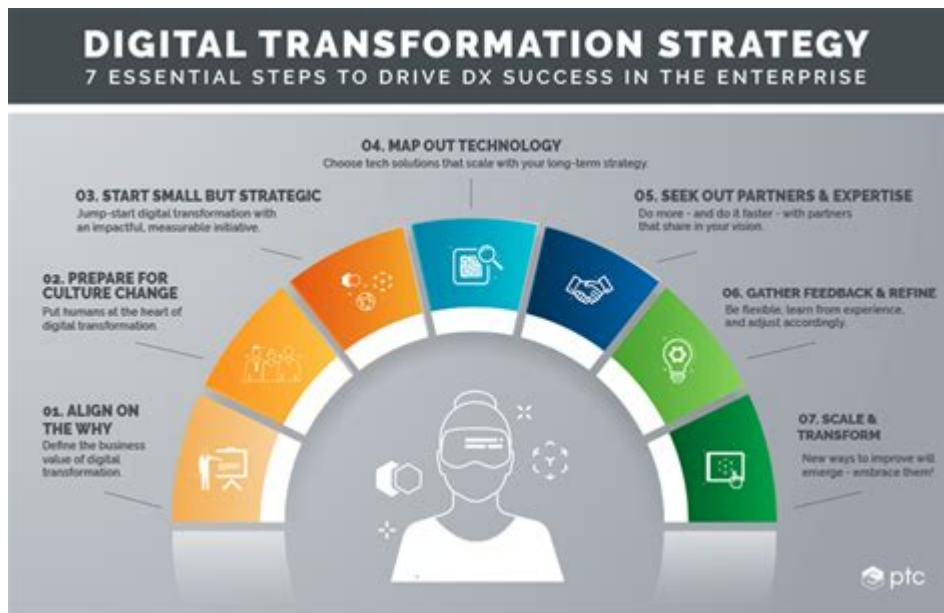 DIGITAL TRANSFORMATION STRATEGY
7 ESSENTIAL STEPS TO DRIVE DX SUCCESS IN THE ENTERPRISE
01. ALIGN ON
THE WHY
Define the business
value of digital
transformation.
02. PREPARE FOR
CULTURE CHANGE
Put humans at the heart of
digital transformation.
03. START SMALL BUT STRATEGIC
Jump-start digital transformation with
an impactful, measurable initiative.
04. MAP OUT TECHNOLOGY
Choose tech solutions that scale with your long-term strategy.
05. SEEK OUT PARTNERS & EXPERTISE
Do more - and do it faster - with partners
that share in your vision.
06. GATHER FEEDBACK & REFINE
Be flexible, learn from experience,
and adjust accordingly.
07. SCALE &
TRANSFORM
New ways to improve will
emerge - embrace them!
ptc